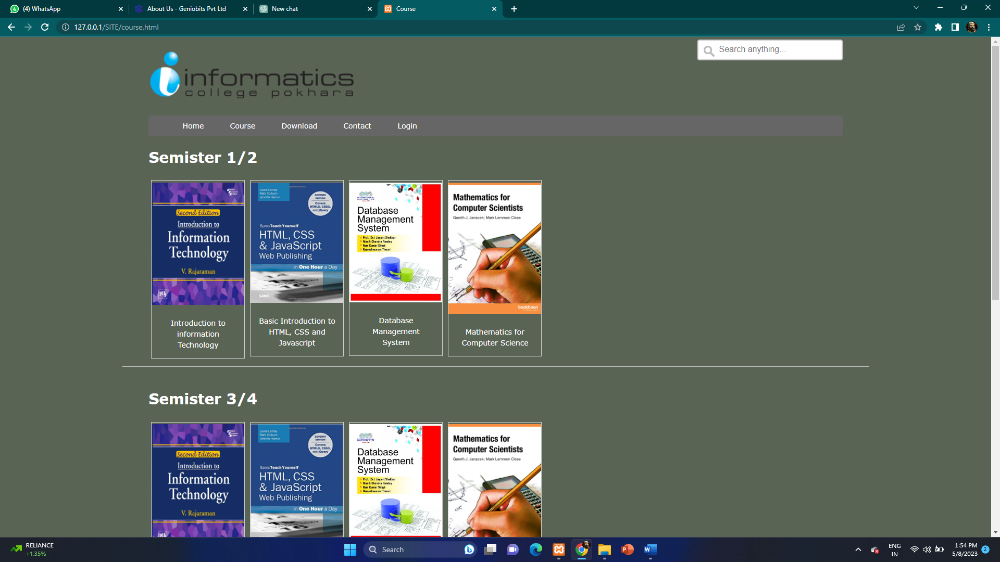 (4) WhatsApp
About Us - Geniobits Pvt Ltd
New chat
Course
127.0.0.1/SITE/course.html
Search anything...
informatics
college pokhara
Home Course Download Contact Login
Semister 1/2
Second Edition
Introduction to
Information
Technology
V. Rajaraman
Introduction to
information
Technology
Laura Lemay
Rafe Colburn
Jennifer Kyrnin
SEVENTH
EDITION
Covers
HTML5, CSS3,
and jQuery
Sams Teach Yourself
HTML, CSS
& JavaScript
Web Publishing
in One Hour a Day
SAMS
Basic Introduction to
HTML, CSS and
Javascript
Database
Management
System
Prof. (Dr.) Jayant Shekhar
Manik Chandra Pandey
Ram Kumar Singh
Rameshwaram Tiwari
Database
Management
System
Mathematics for
Computer Scientists
Gareth J. Janacek; Mark Lemmon Close
bookboon
Mathematics for
Computer Science
Semister 3/4
Second Edition
Introduction to
Information
Technology
V. Rajaraman
Laura Lemay
Rafe Colburn
Jennifer Kyrnin
SEVENTH
EDITION
Covers
HTML5, CSS3,
and jQuery
Sams Teach Yourself
HTML, CSS
& JavaScript
Web Publishing
in One Hour a Day
Database
Management
System
Prof. (Dr.) Jayant Shekhar
Manik Chandra Pandey
Ram Kumar Singh
Rameshwaram Tiwari
Mathematics for
Computer Scientists
Gareth J. Janacek; Mark Lemmon Close
RELIANCE
+1.35%
Search
ENG
IN
1:54 PM
5/8/2023
2